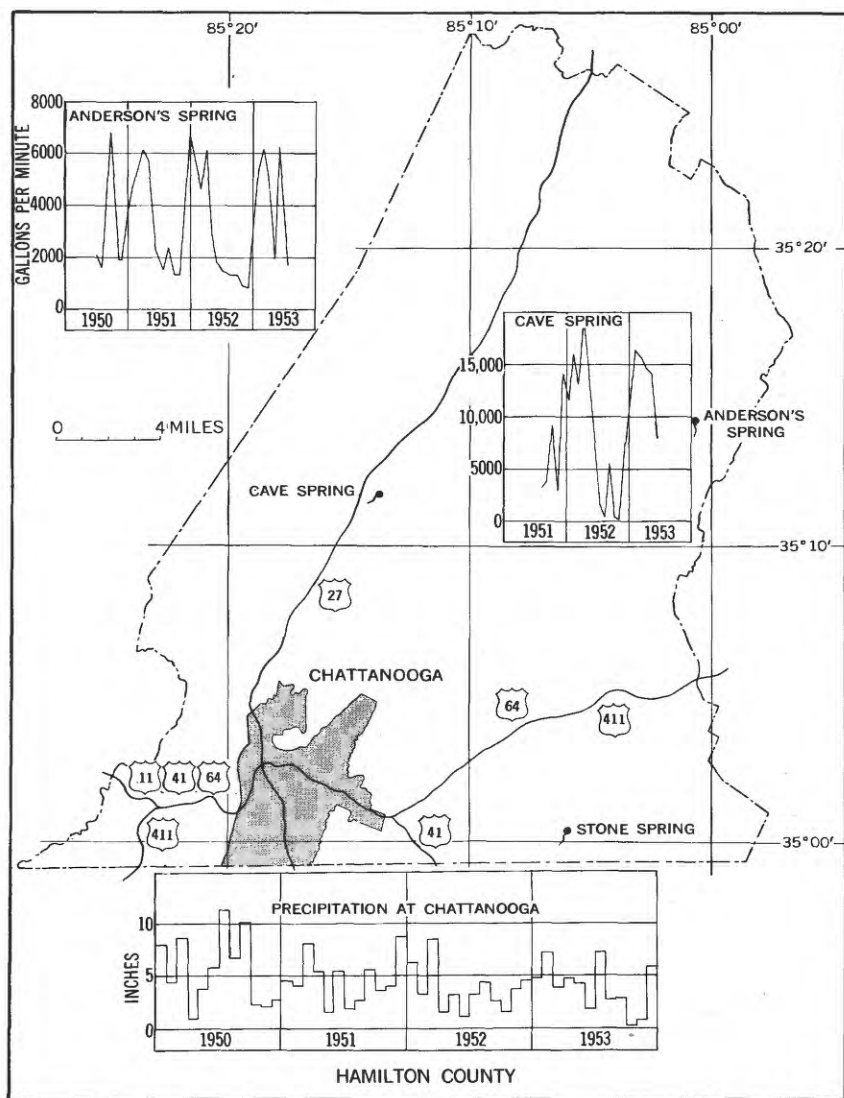 85°20′ 85°10′ 85°00′
8000
ANDERSON'S SPRING
6000
4000
2000
0
GALLONS PER MINUTE
1950 1951 1952 1953
35°20′
CAVE SPRING
15,000
10,000
5000
0
1951 1952 1953
ANDERSON'S
SPRING
0 4 MILES
CAVE SPRING
35°10′
27
CHATTANOOGA
64
411
11 41 64
411
41
STONE SPRING
35°00′
PRECIPITATION AT CHATTANOOGA
10
5
0
INCHES
1950 1951 1952 1953
HAMILTON COUNTY